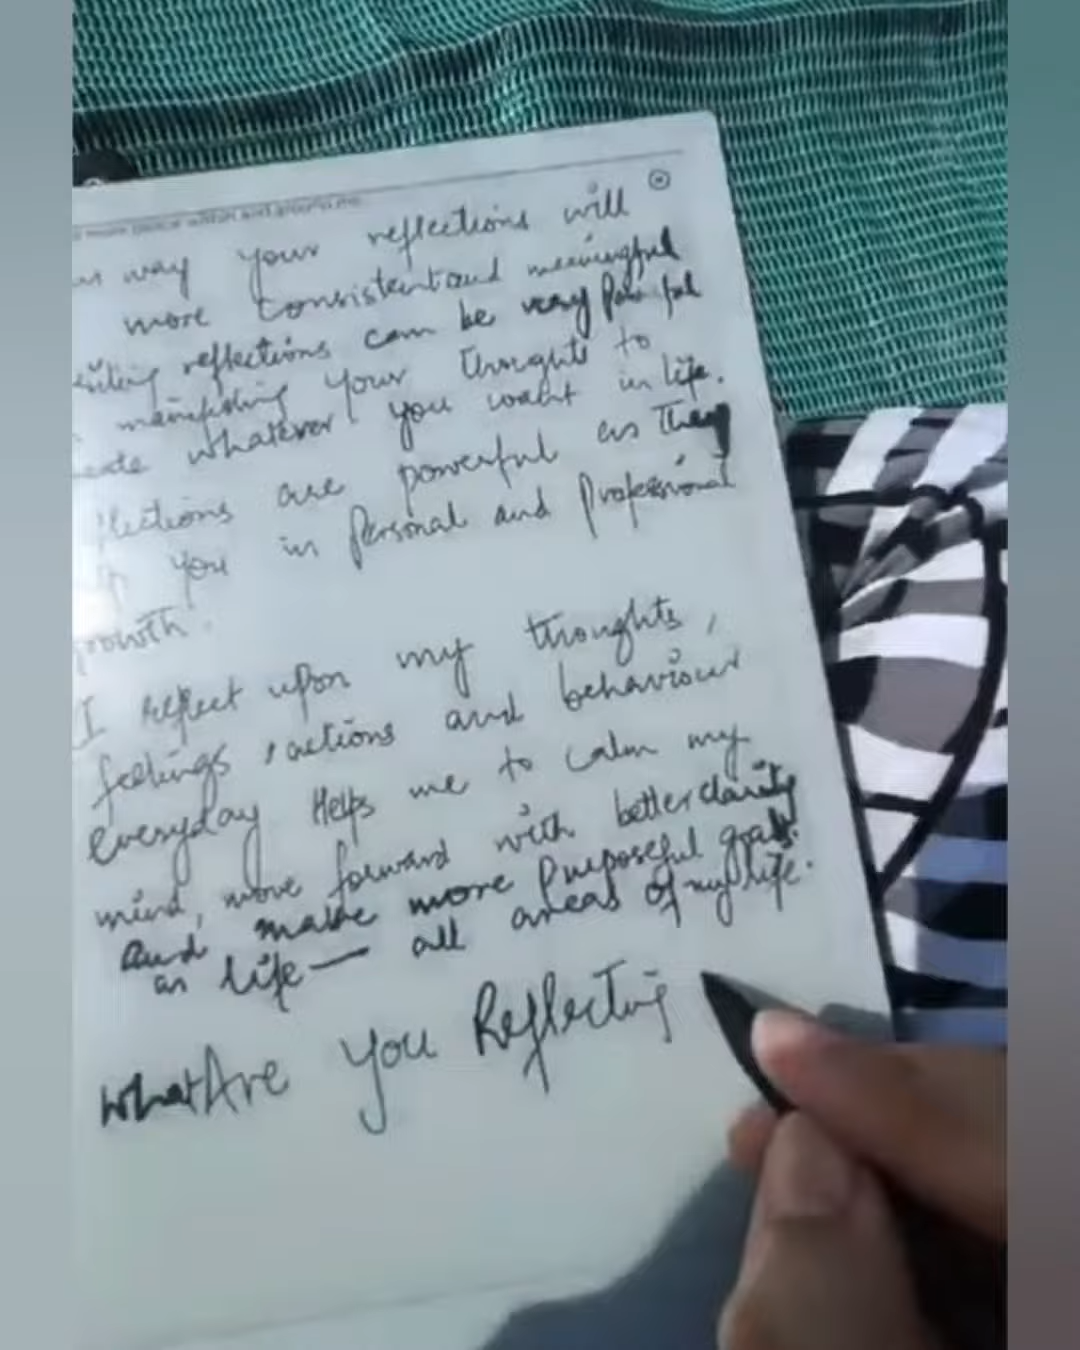 way your reflections will
more consistent and meaningful
reflections can be very
your thoughts to
whatever you want in life.
are powerful as they
you in personal and professional
growth.
I reflect upon my thoughts,
feelings, actions and behaviour
everyday Helps me to calm my
mind, move forward with better clarity
and make more purposeful goals.
in life — all areas of my life.
What Are you Reflecting